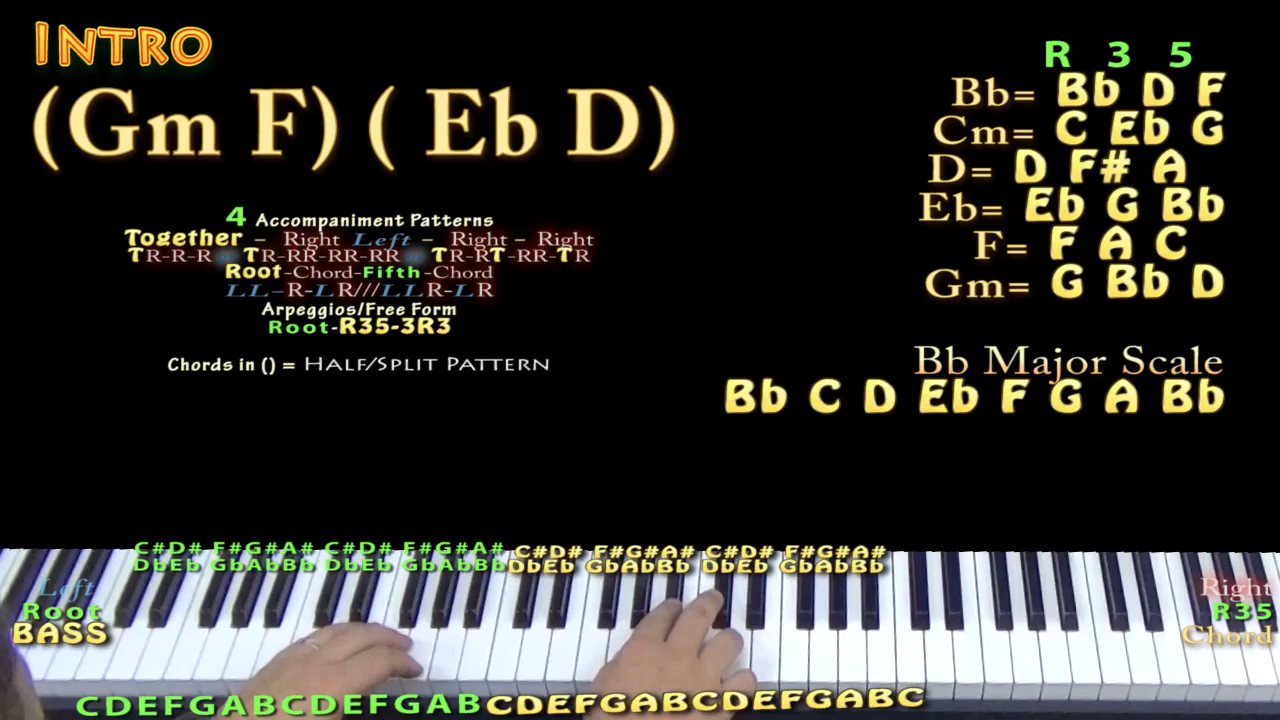 INTRO
(Gm F) ( Eb D)
4 Accompaniment Patterns
Together – Right Left – Right – Right
TR-R-R TR-RR-RR-RR TR-RT-RR-TR
Root-Chord-Fifth-Chord
LL–R-LR///LLR-LR
Arpeggios/Free Form
Root-R35-3R3
Chords in () = HALF/SPLIT PATTERN
R 3 5
Bb= Bb D F
Cm= C Eb G
D= D F# A
Eb= Eb G Bb
F= F A C
Gm= G Bb D
Bb Major Scale
Bb C D Eb F G A Bb
C#D# F#G#A# C#D# F#G#A# C#D# F#G#A# C#D# F#G#A#
DbEb GbAbBb DbEb GbAbBb DbEb GbAbBb DbEb GbAbBb
Left
Root
BASS
Right
R35
Chord
CDEFGABCDEFGABCDEFGABCDEFGABC